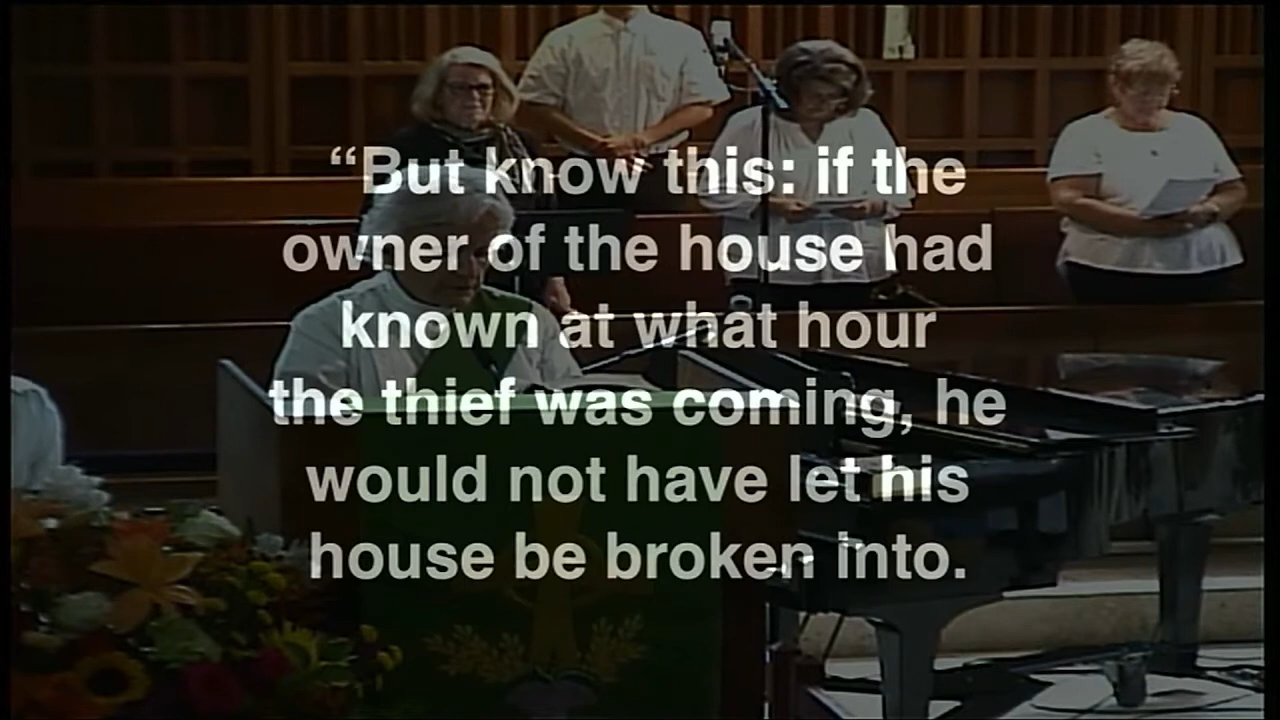 “But know this: if the
owner of the house had
known at what hour
the thief was coming, he
would not have let his
house be broken into.